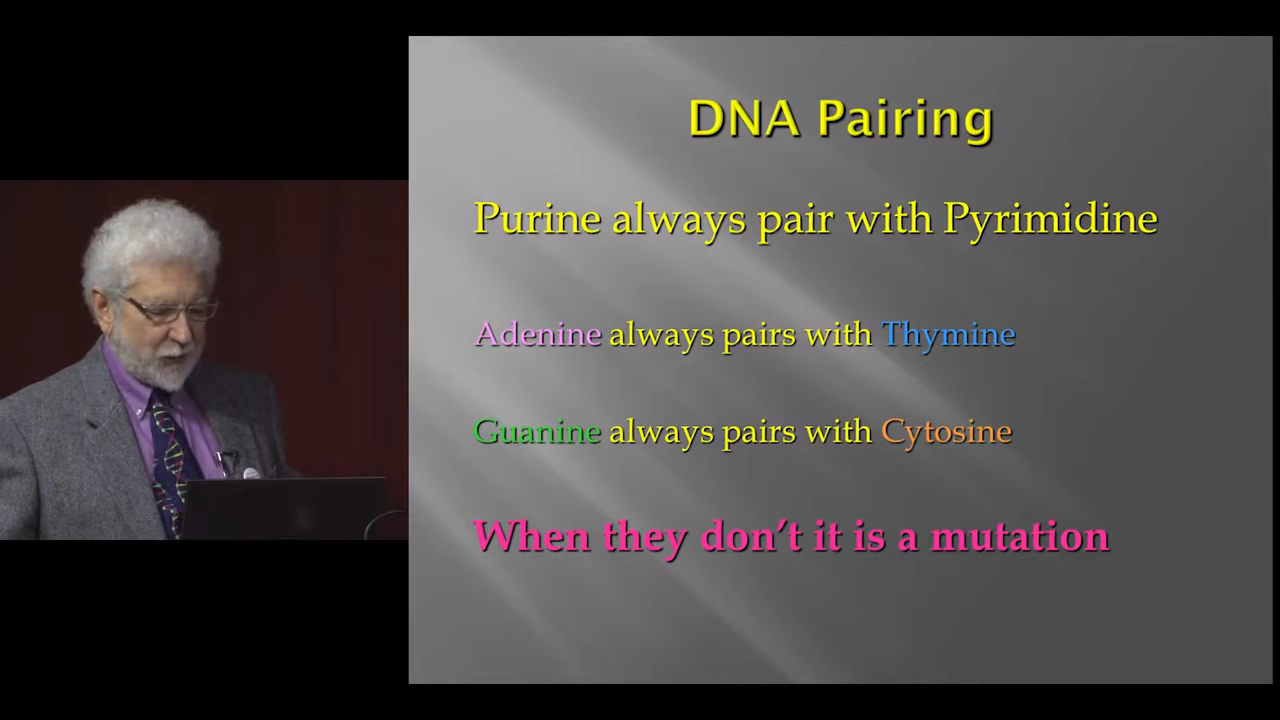 DNA Pairing
Purine always pair with Pyrimidine
Adenine always pairs with Thymine
Guanine always pairs with Cytosine
When they don’t it is a mutation